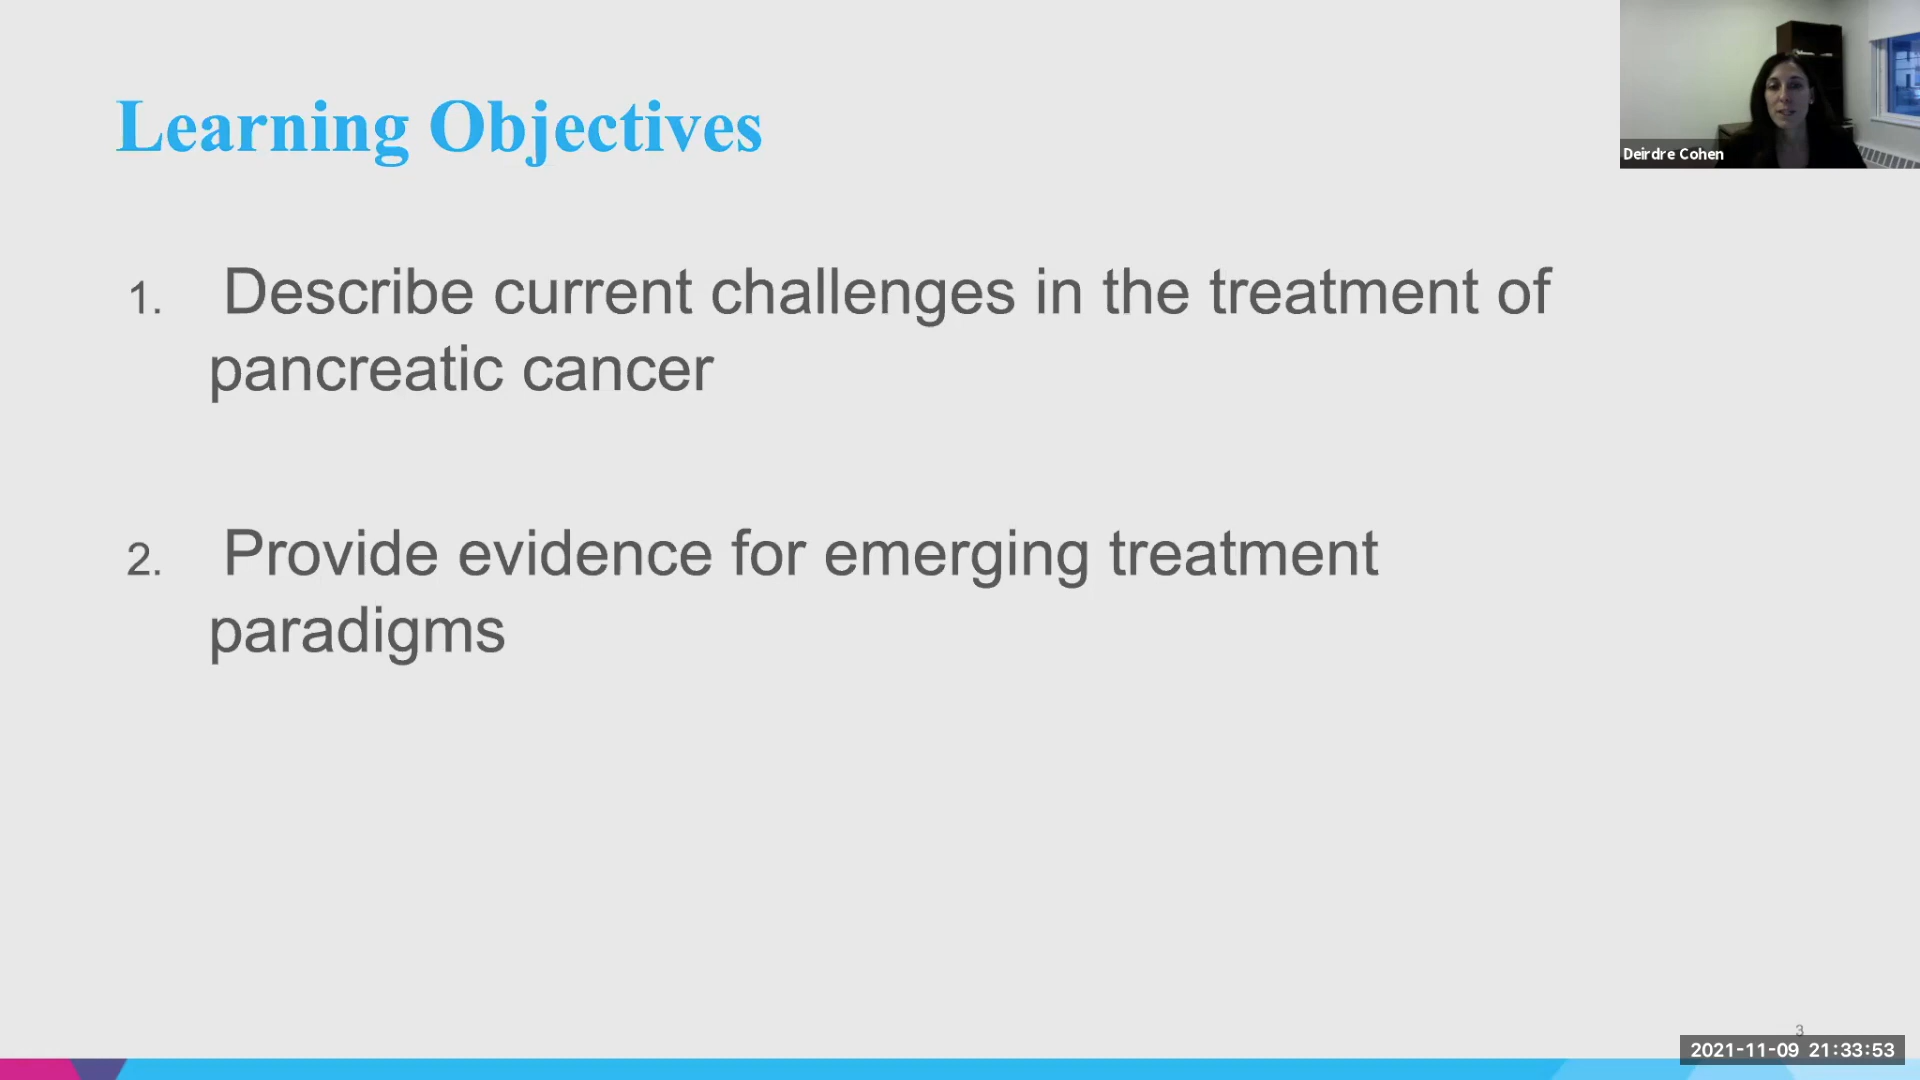 Learning Objectives
Deirdre Cohen
1. Describe current challenges in the treatment of
pancreatic cancer
2. Provide evidence for emerging treatment
paradigms
3
2021-11-09 21:33:53